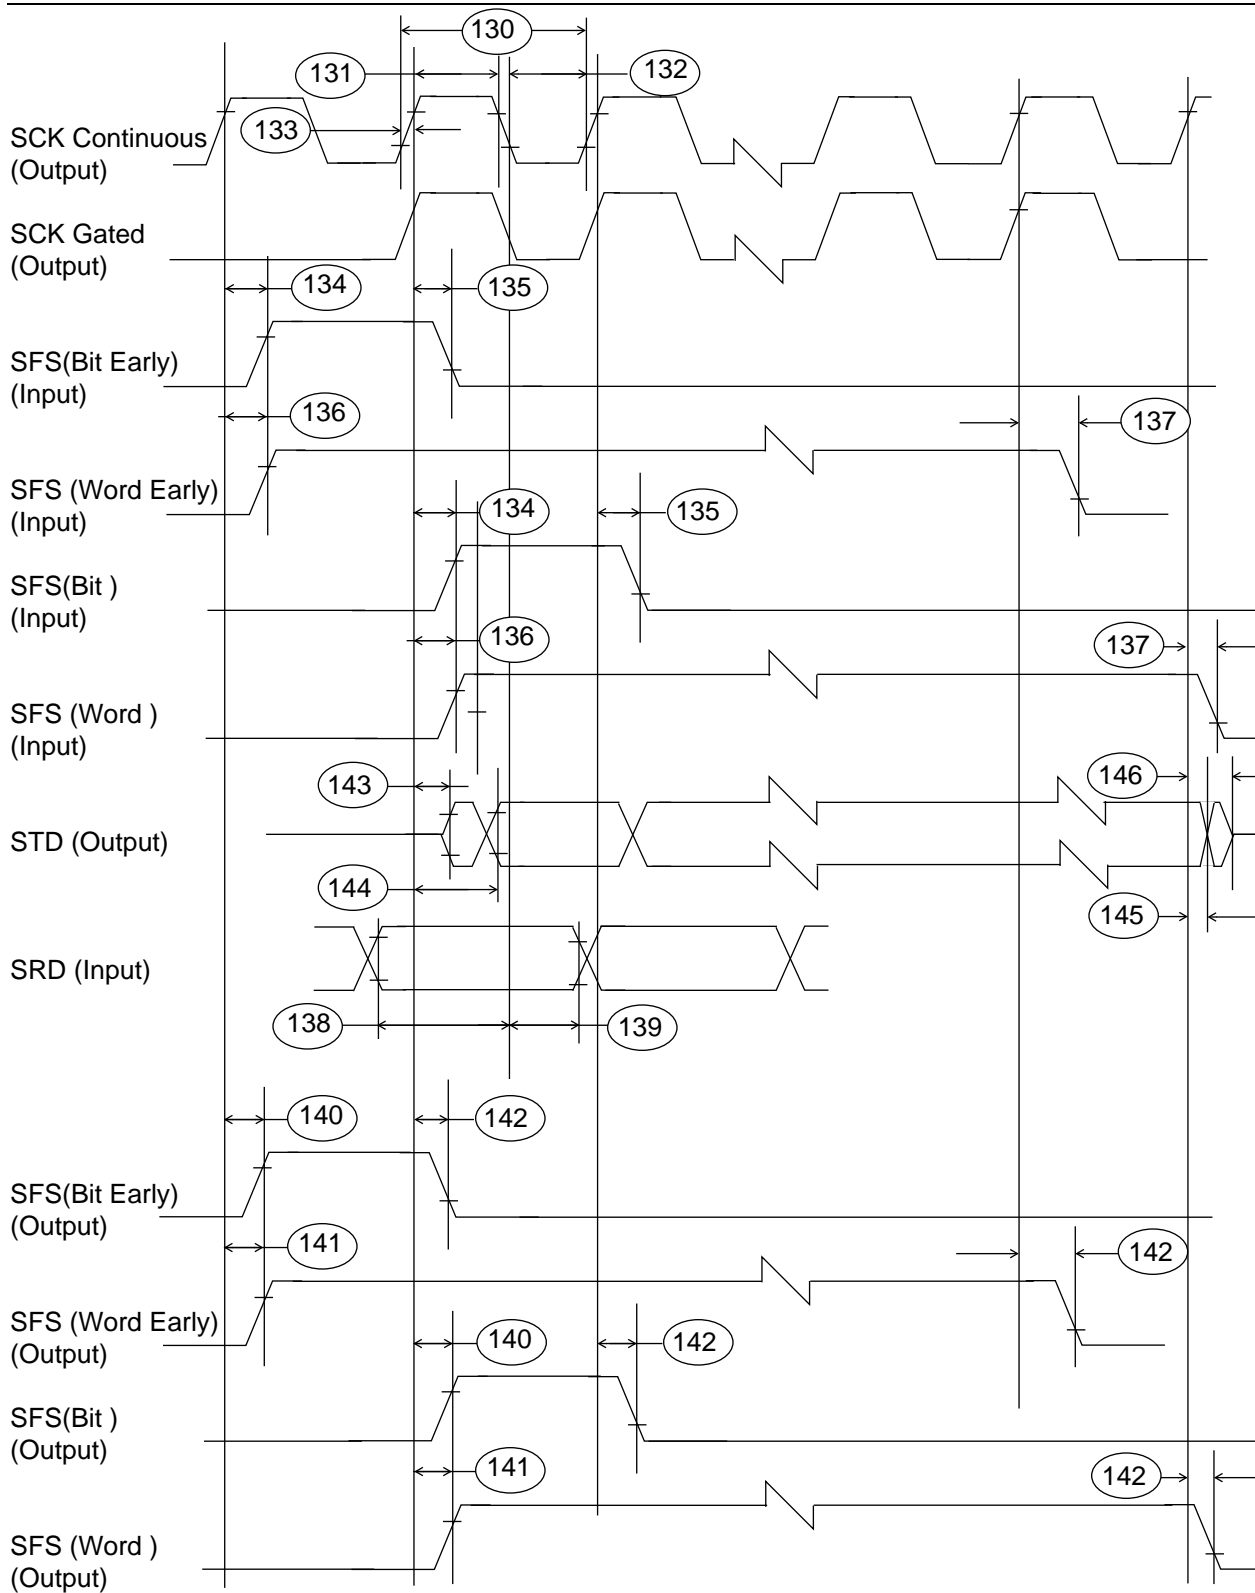 130
131
132
SCK Continuous
(Output)
133
SCK Gated
(Output)
134
135
SFS(Bit Early)
(Input)
136
137
SFS (Word Early)
(Input)
134
135
SFS(Bit )
(Input)
136
137
SFS (Word )
(Input)
143
146
STD (Output)
144
145
SRD (Input)
138
139
140
142
SFS(Bit Early)
(Output)
141
142
SFS (Word Early)
(Output)
140
142
SFS(Bit )
(Output)
141
142
SFS (Word )
(Output)